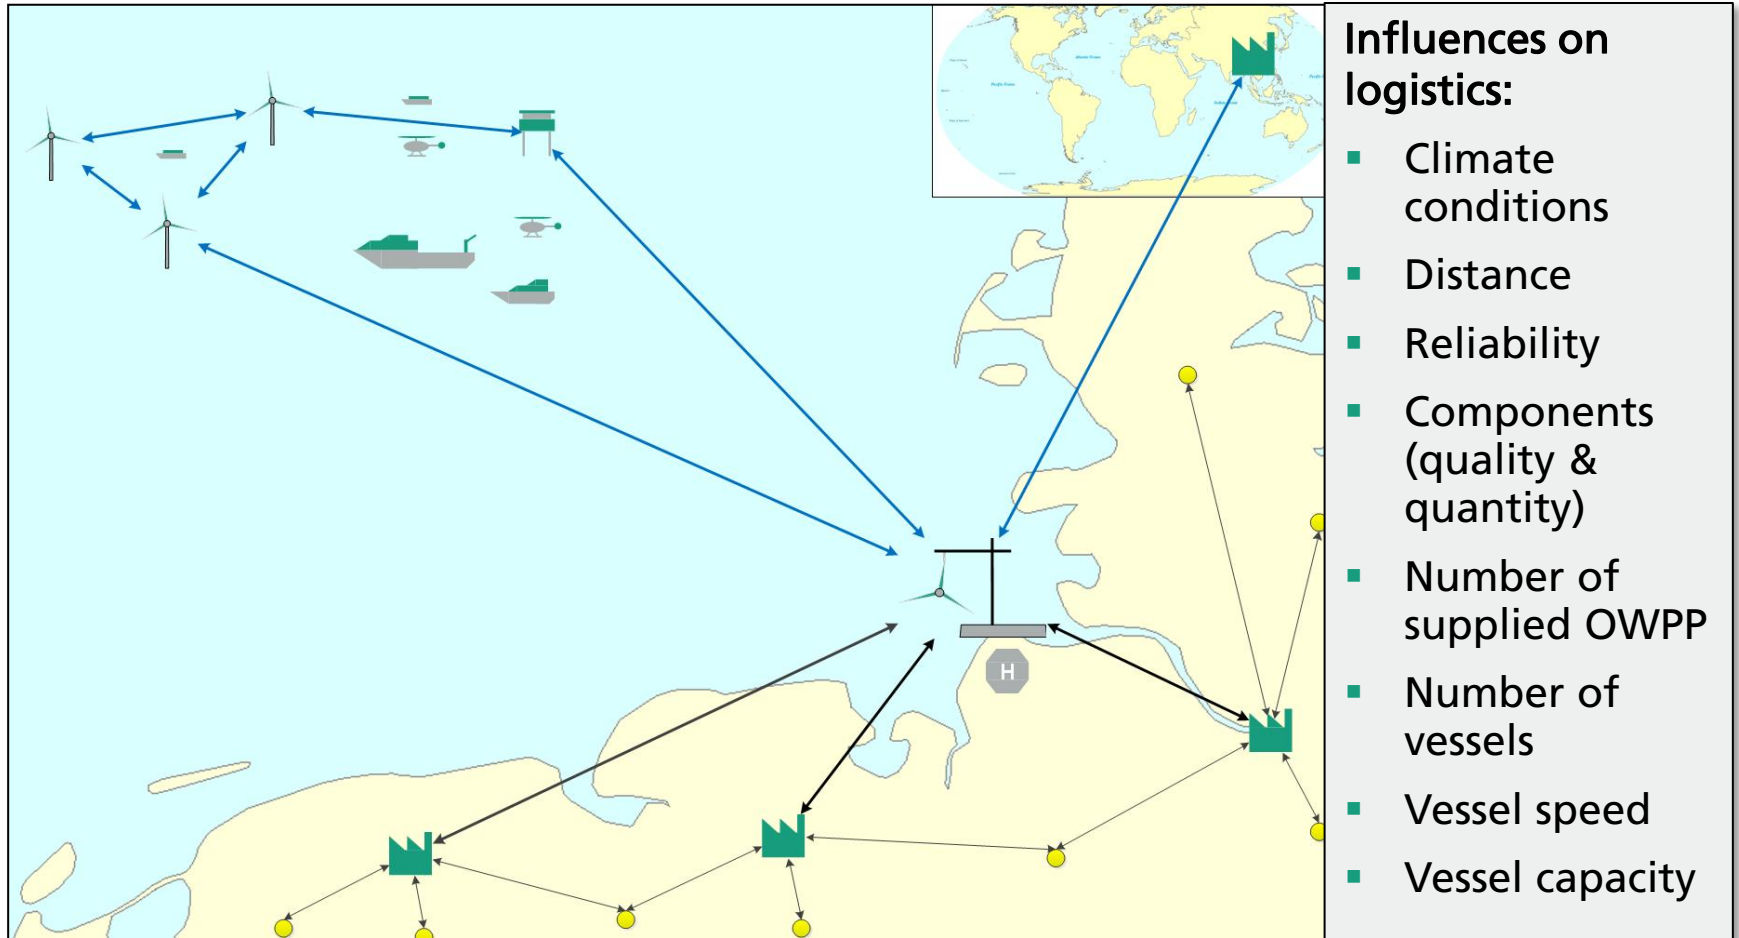 Influences on
logistics:
Climate
conditions
Distance
Reliability
Components
(quality &
quantity)
Number of
supplied OWPP
Number of
vessels
Vessel speed
Vessel capacity
H